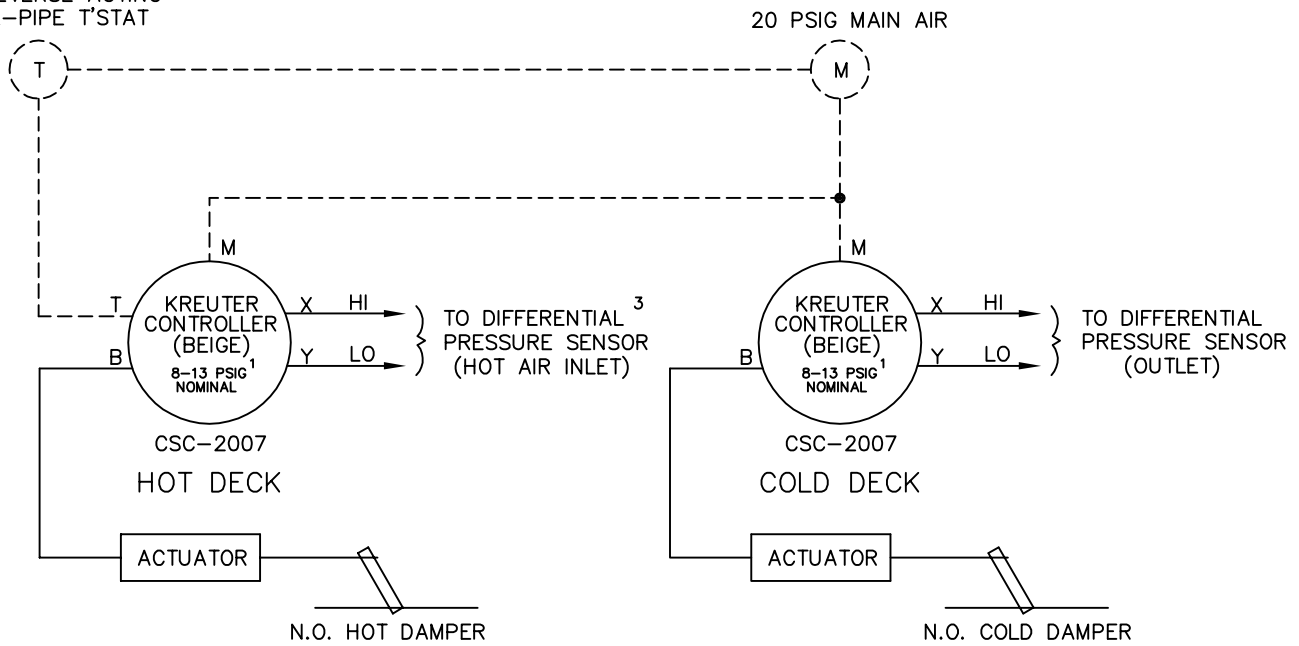 –PIPE T'STAT
20 PSIG MAIN AIR
T
M
M
M
T
KREUTER
CONTROLLER
(BEIGE)
8–13 PSIG 1
NOMINAL
X HI
Y LO
B
TO DIFFERENTIAL 3
PRESSURE SENSOR
(HOT AIR INLET)
CSC–2007
HOT DECK
KREUTER
CONTROLLER
(BEIGE)
8–13 PSIG 1
NOMINAL
X HI
Y LO
B
TO DIFFERENTIAL
PRESSURE SENSOR
(OUTLET)
CSC–2007
COLD DECK
ACTUATOR
N.O. HOT DAMPER
ACTUATOR
N.O. COLD DAMPER